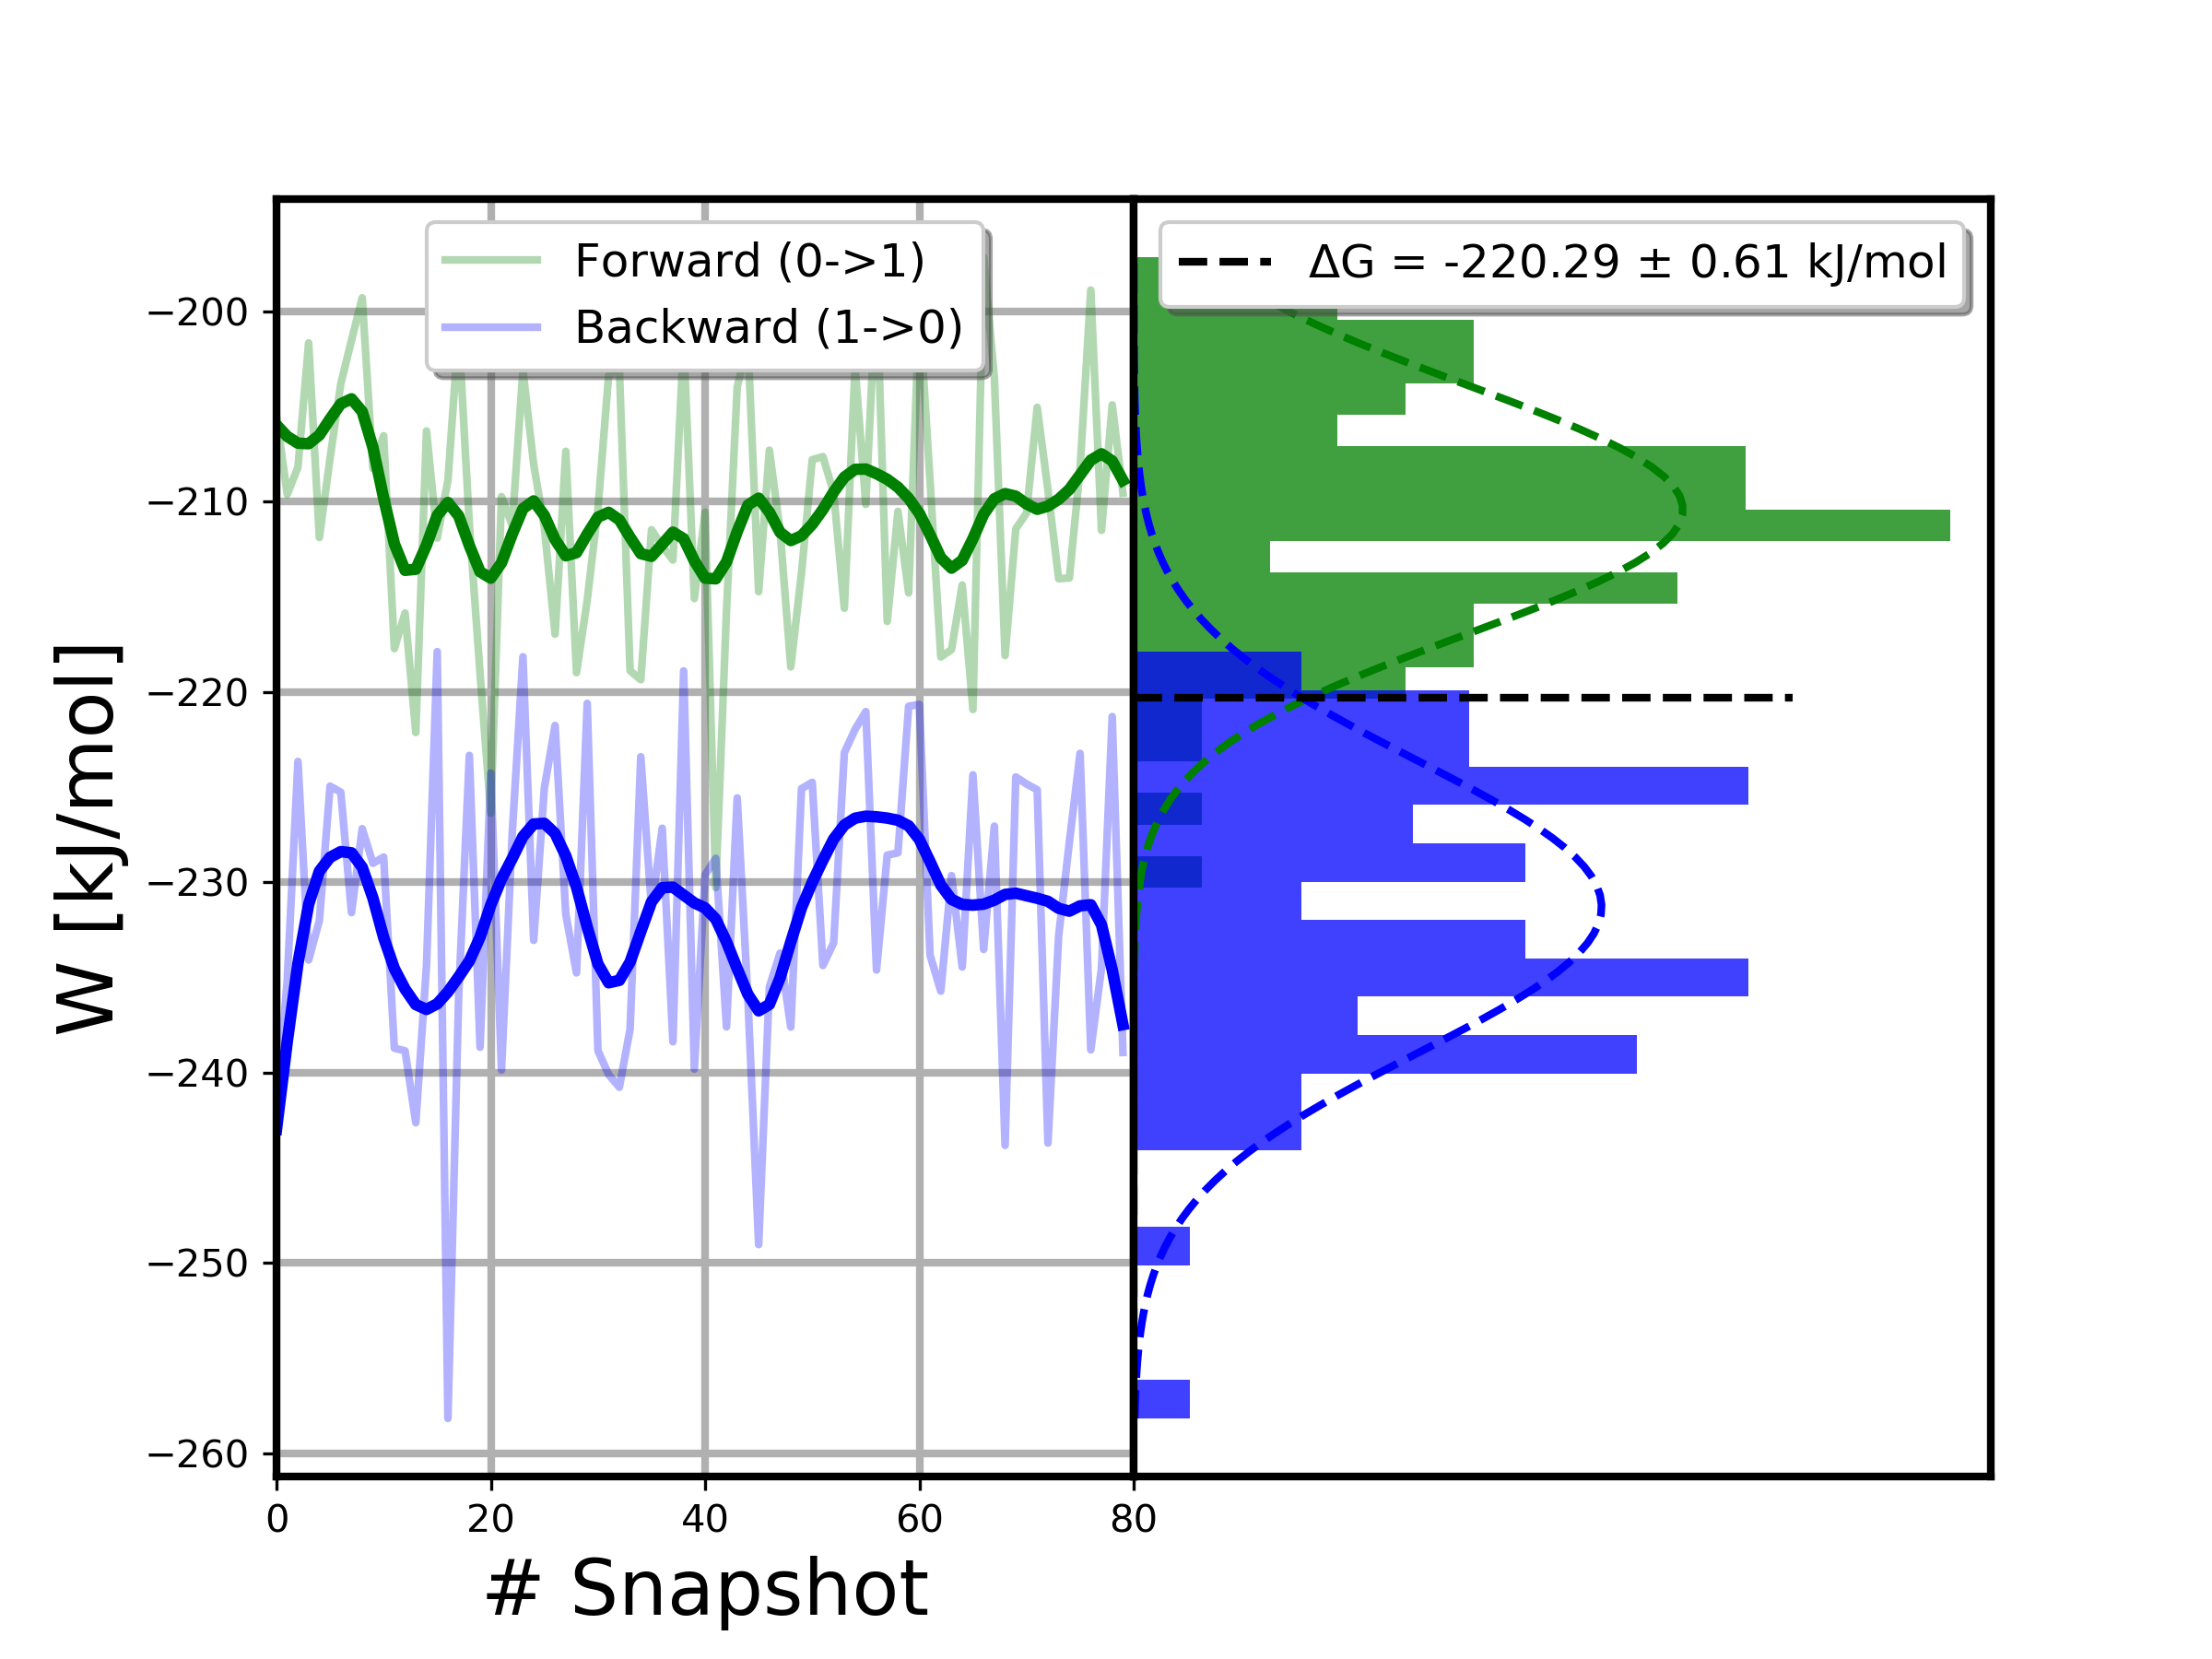 Forward (0->1)
Backward (1->0)
ΔG = -220.29 ± 0.61 kJ/mol
W [kJ/mol]
−200
−210
−220
−230
−240
−250
−260
0 20 40 60 80
# Snapshot